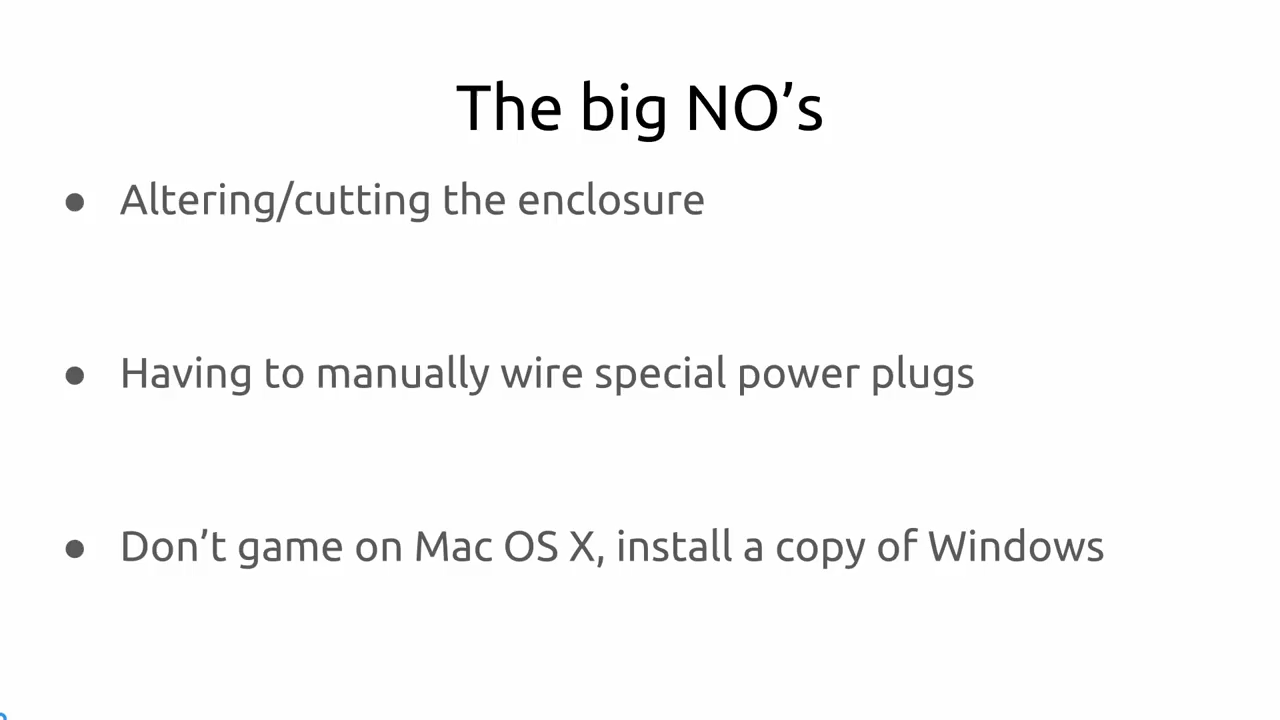 The big NO’s
● Altering/cutting the enclosure
● Having to manually wire special power plugs
● Don’t game on Mac OS X, install a copy of Windows